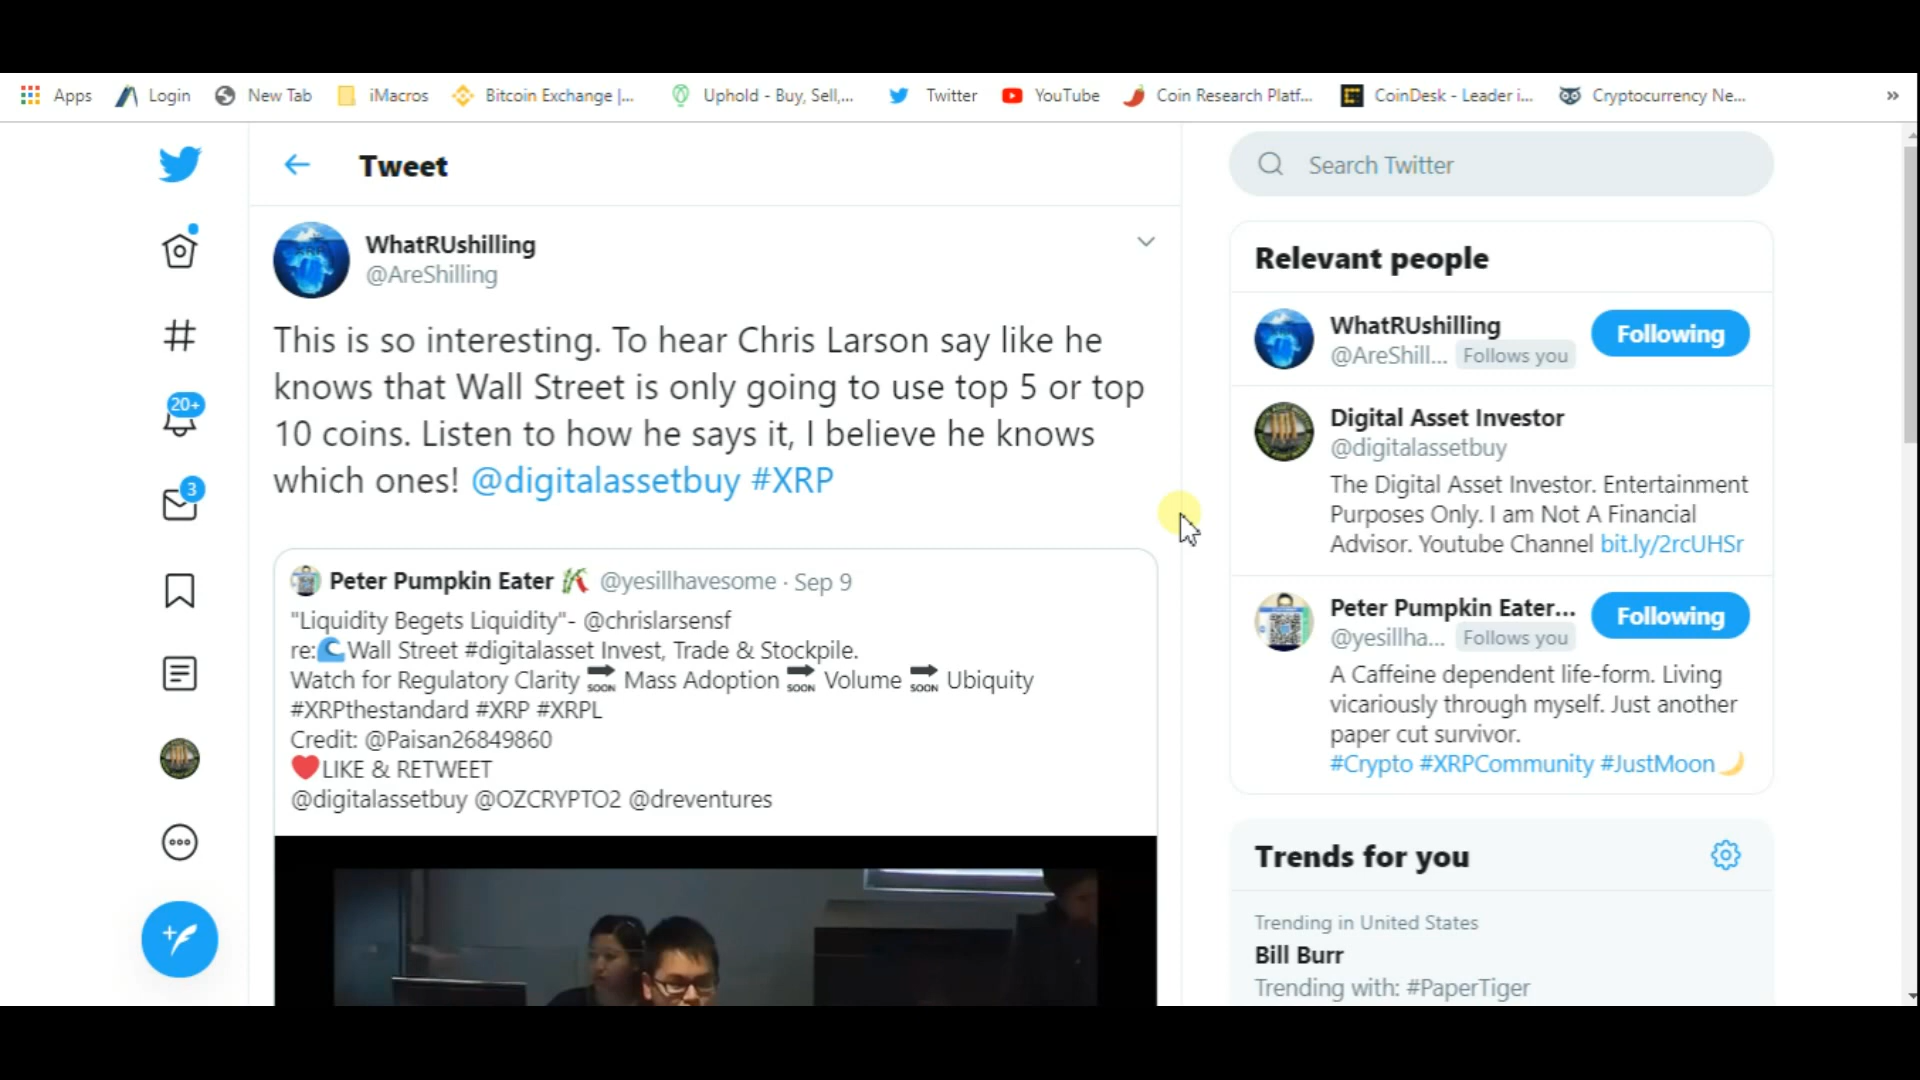 Apps Login New Tab iMacros Bitcoin Exchange |... Uphold - Buy, Sell,... Twitter YouTube Coin Research Platf... CoinDesk - Leader i... Cryptocurrency Ne... »
Tweet
WhatRUshilling
@AreShilling
This is so interesting. To hear Chris Larson say like he
knows that Wall Street is only going to use top 5 or top
10 coins. Listen to how he says it, I believe he knows
which ones! @digitalassetbuy #XRP
Peter Pumpkin Eater @yesillhavesome · Sep 9
"Liquidity Begets Liquidity"- @chrislarsensf
re:🌊Wall Street #digitalasset Invest, Trade & Stockpile.
Watch for Regulatory Clarity 🔜 Mass Adoption 🔜 Volume 🔜 Ubiquity
#XRPthestandard #XRP #XRPL
Credit: @Paisan26849860
❤️LIKE & RETWEET
@digitalassetbuy @OZCRYPTO2 @dreventures
20+
3
Search Twitter
Relevant people
WhatRUshilling
@AreShill... Follows you
Following
Digital Asset Investor
@digitalassetbuy
The Digital Asset Investor. Entertainment
Purposes Only. I am Not A Financial
Advisor. Youtube Channel bit.ly/2rcUHSr
Peter Pumpkin Eater...
@yesillha... Follows you
Following
A Caffeine dependent life-form. Living
vicariously through myself. Just another
paper cut survivor.
#Crypto #XRPCommunity #JustMoon🌙
Trends for you
Trending in United States
Bill Burr
Trending with: #PaperTiger